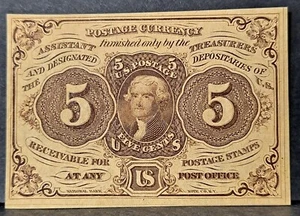 POSTAGE CURRENCY
furnished only by the
ASSISTANT TREASURERS
AND DESIGNATED DEPOSITARIES OF
THE U.S.
5 U.S. POSTAGE 5
5 5
U FIVE CENTS S
RECEIVABLE FOR POSTAGE STAMPS
AT ANY US POST OFFICE